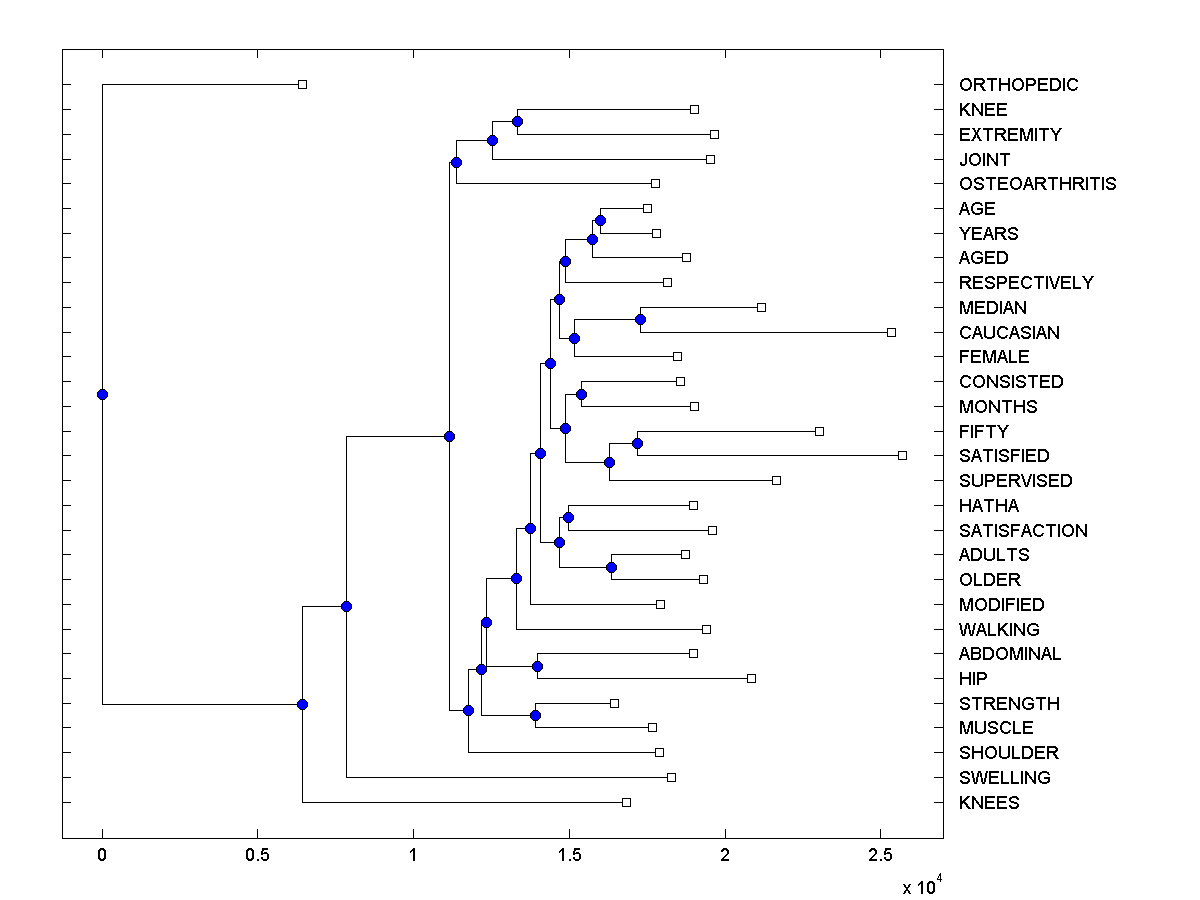 ORTHOPEDIC
KNEE
EXTREMITY
JOINT
OSTEOARTHRITIS
AGE
YEARS
AGED
RESPECTIVELY
MEDIAN
CAUCASIAN
FEMALE
CONSISTED
MONTHS
FIFTY
SATISFIED
SUPERVISED
HATHA
SATISFACTION
ADULTS
OLDER
MODIFIED
WALKING
ABDOMINAL
HIP
STRENGTH
MUSCLE
SHOULDER
SWELLING
KNEES
0 0.5 1 1.5 2 2.5
x 10^4